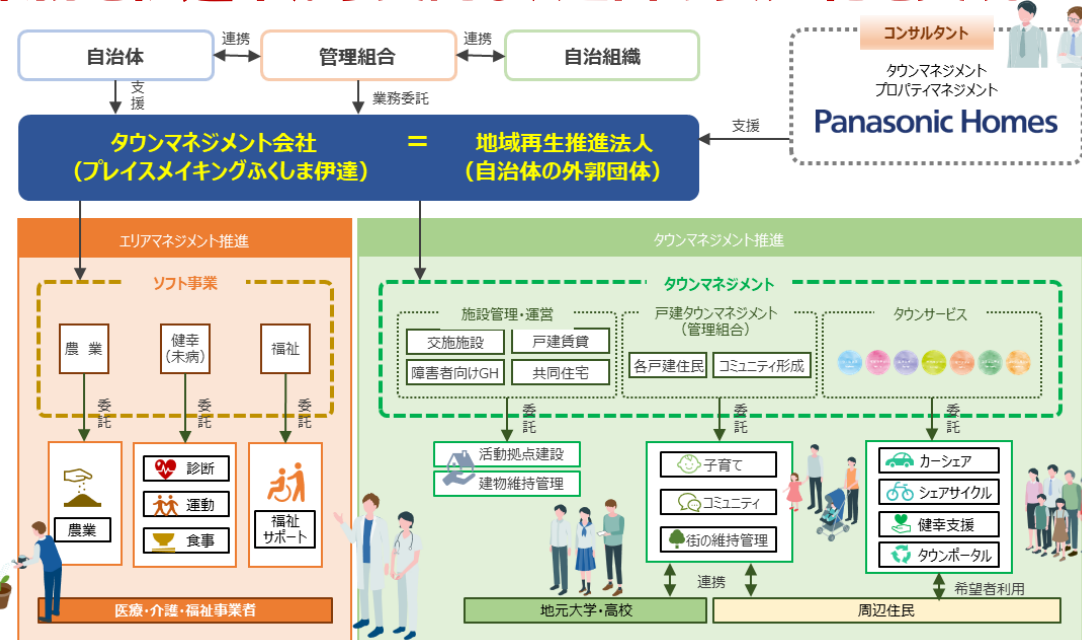 コンサルタント
タウンマネジメント
プロパティマネジメント
Panasonic Homes
自治体
連携
管理組合
連携
自治組織
支援
業務委託
支援
タウンマネジメント会社
(プレイスメイキングふくしま伊達)
=
地域再生推進法人
(自治体の外郭団体)
エリアマネジメント推進
ソフト事業
農 業
健幸
(未病)
福祉
委託
委託
委託
農業
診断
運動
食事
福祉
サポート
医療・介護・福祉事業者
タウンマネジメント推進
タウンマネジメント
施設管理・運営
交施施設
戸建賃貸
障害者向けGH
共同住宅
戸建タウンマネジメント
(管理組合)
各戸建住民
コミュニティ形成
タウンサービス
委託
委託
委託
活動拠点建設
建物維持管理
子育て
コミュニティ
街の維持管理
カーシェア
シェアサイクル
健幸支援
タウンポータル
連携
希望者利用
地元大学・高校
周辺住民